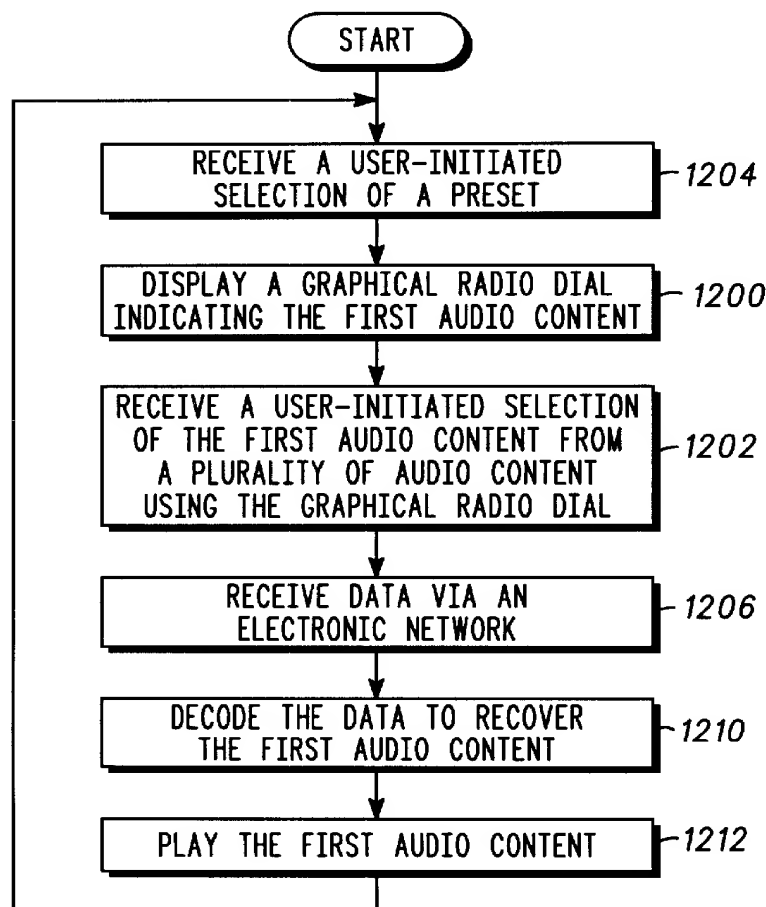 START
RECEIVE A USER-INITIATED
SELECTION OF A PRESET
1204
DISPLAY A GRAPHICAL RADIO DIAL
INDICATING THE FIRST AUDIO CONTENT
1200
RECEIVE A USER-INITIATED SELECTION
OF THE FIRST AUDIO CONTENT FROM
A PLURALITY OF AUDIO CONTENT
USING THE GRAPHICAL RADIO DIAL
1202
RECEIVE DATA VIA AN
ELECTRONIC NETWORK
1206
DECODE THE DATA TO RECOVER
THE FIRST AUDIO CONTENT
1210
PLAY THE FIRST AUDIO CONTENT
1212